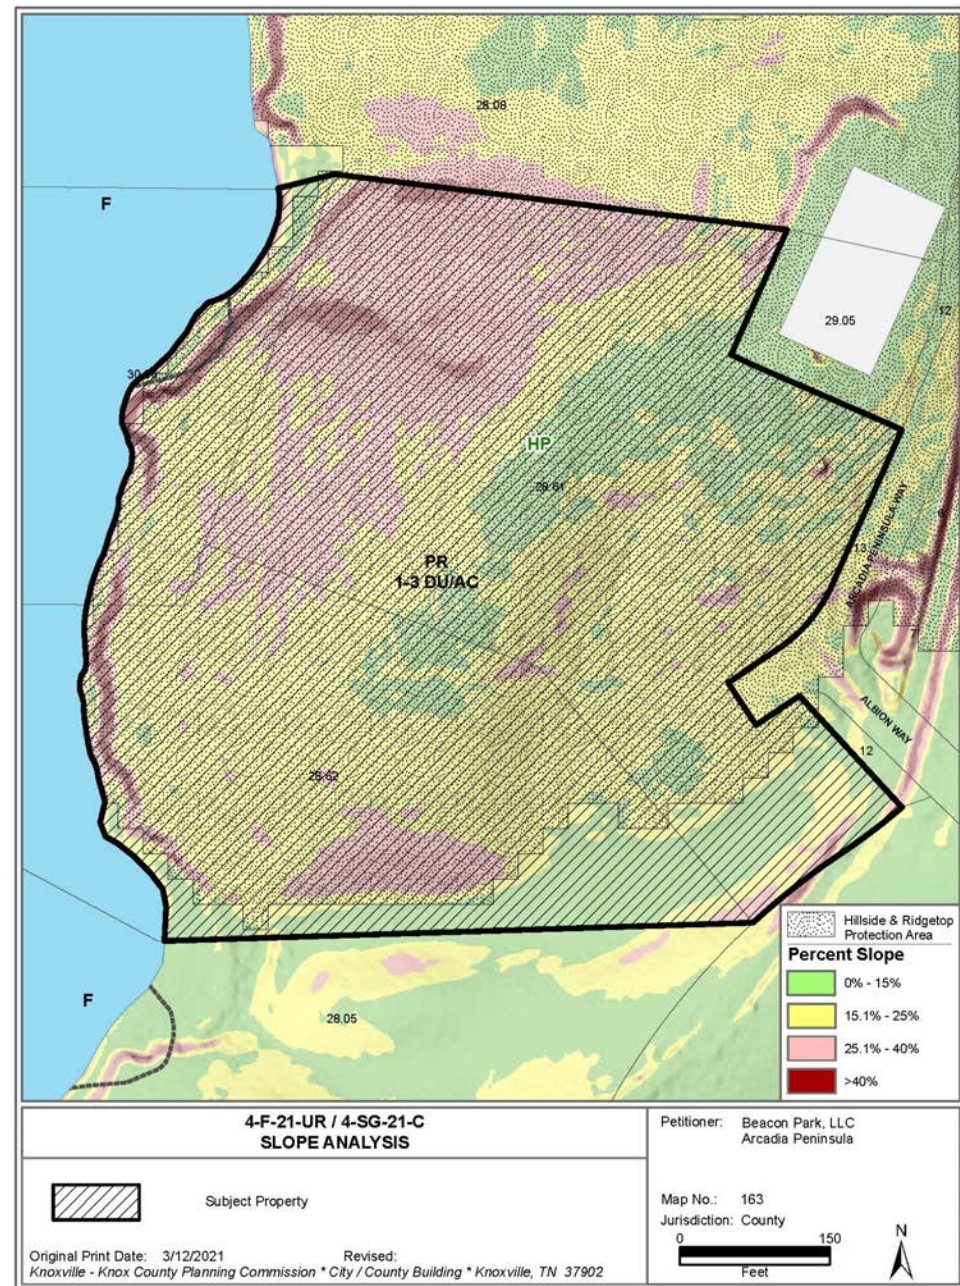 28.08
F
12
29.05
30
HP
28.61
6
PR
1-3 DU/AC
13
ARCADIA PENINSULA WAY
7
ALBION WAY
12
28.62
F
28.05
Hillside & Ridgetop
Protection Area
Percent Slope
0% - 15%
15.1% - 25%
25.1% - 40%
>40%
4-F-21-UR / 4-SG-21-C
SLOPE ANALYSIS
Subject Property
Original Print Date: 3/12/2021 Revised:
Knoxville - Knox County Planning Commission * City / County Building * Knoxville, TN 37902
Petitioner: Beacon Park, LLC
Arcadia Peninsula
Map No.: 163
Jurisdiction: County
0 150
Feet
N